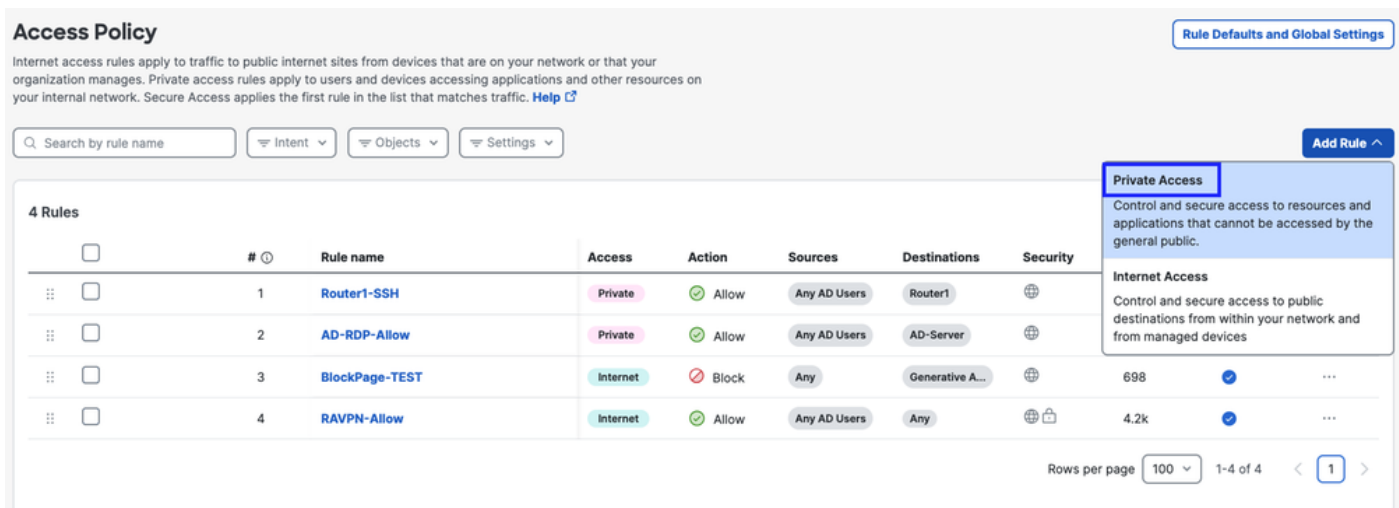 Access Policy
Rule Defaults and Global Settings
Internet access rules apply to traffic to public internet sites from devices that are on your network or that your
organization manages. Private access rules apply to users and devices accessing applications and other resources on
your internal network. Secure Access applies the first rule in the list that matches traffic. Help
Search by rule name Intent Objects Settings Add Rule
Private Access
Control and secure access to resources and
applications that cannot be accessed by the
general public.
Internet Access
Control and secure access to public
destinations from within your network and
from managed devices
4 Rules
# Rule name Access Action Sources Destinations Security
1 Router1-SSH Private Allow Any AD Users Router1
2 AD-RDP-Allow Private Allow Any AD Users AD-Server
3 BlockPage-TEST Internet Block Any Generative A... 698 ...
4 RAVPN-Allow Internet Allow Any AD Users Any 4.2k ...
Rows per page 100 1-4 of 4 < 1 >